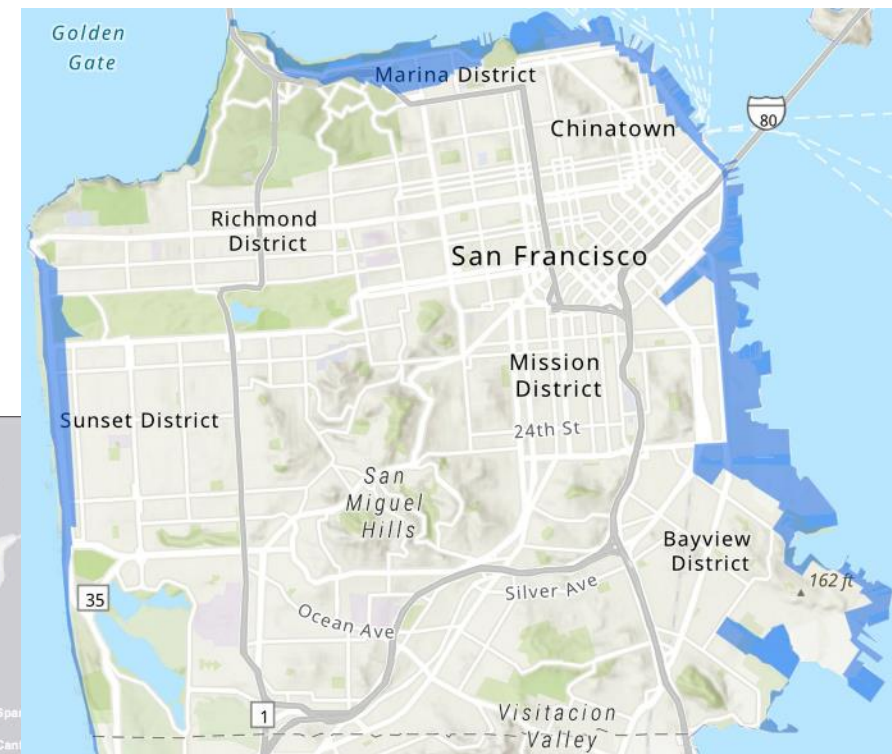 Golden
Gate
Marina District
Chinatown
80
Richmond
District
San Francisco
Mission
District
Sunset District
24th St
San
Miguel
Hills
Bayview
District
162 ft
35
Silver Ave
Ocean Ave
1
Visitacion
Valley